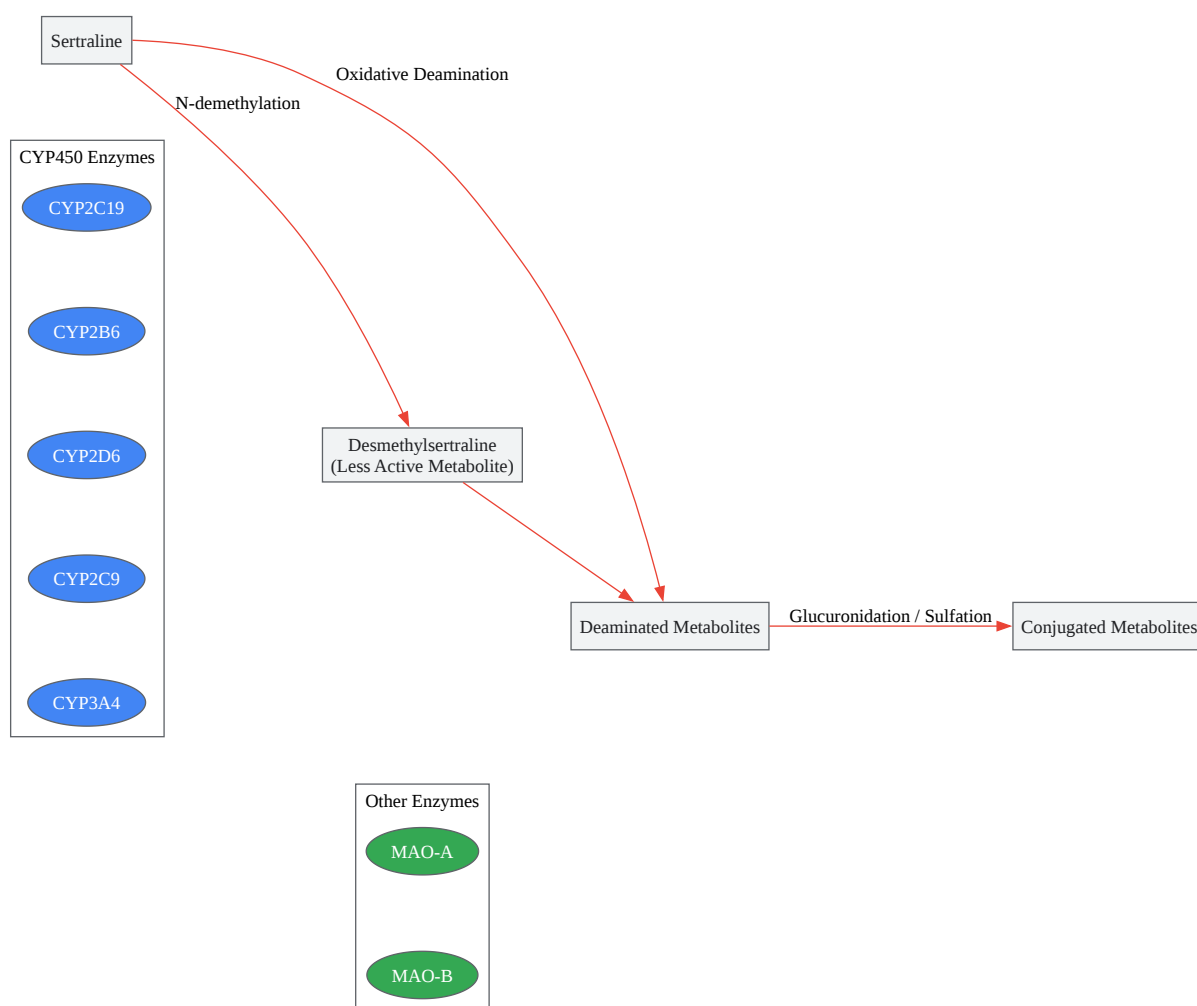 Sertraline
Oxidative Deamination
N-demethylation
CYP450 Enzymes
CYP2C19
CYP2B6
CYP2D6
CYP2C9
CYP3A4
Desmethylsertraline
(Less Active Metabolite)
Deaminated Metabolites
Glucuronidation / Sulfation
Conjugated Metabolites
Other Enzymes
MAO-A
MAO-B